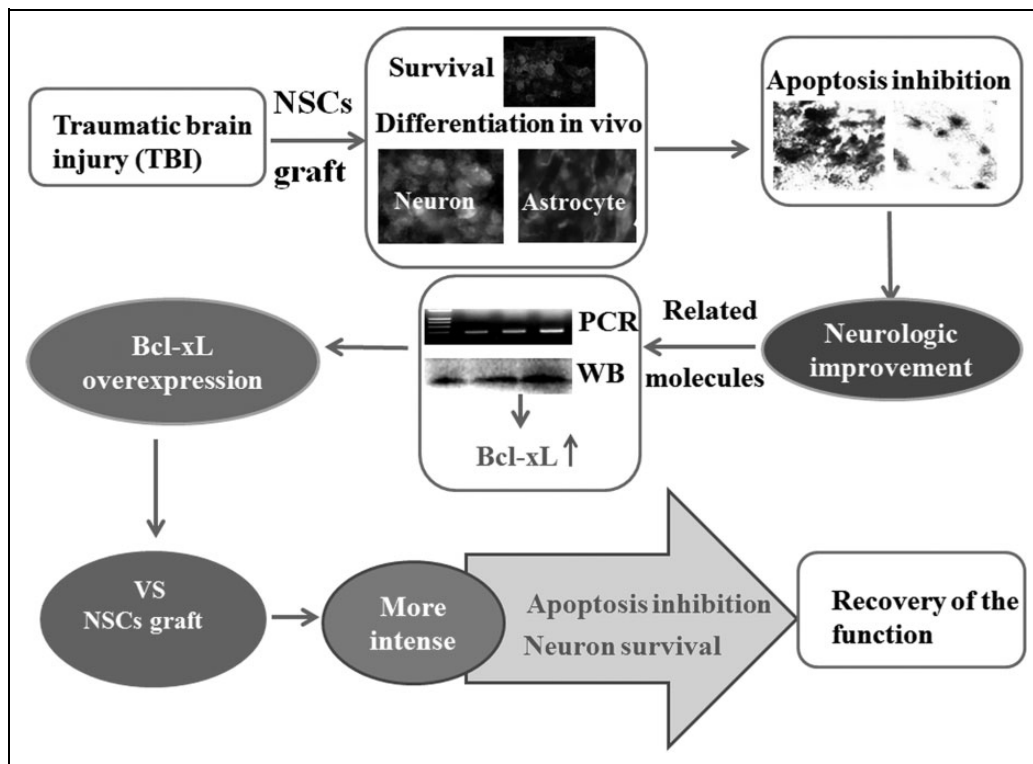 Traumatic brain
injury (TBI)
NSCs
graft
Survival
Differentiation in vivo
Neuron
Astrocyte
Apoptosis inhibition
Neurologic
improvement
Related
molecules
PCR
WB
Bcl-xL↑
Bcl-xL
overexpression
VS
NSCs graft
More
intense
Apoptosis inhibition
Neuron survival
Recovery of the
function